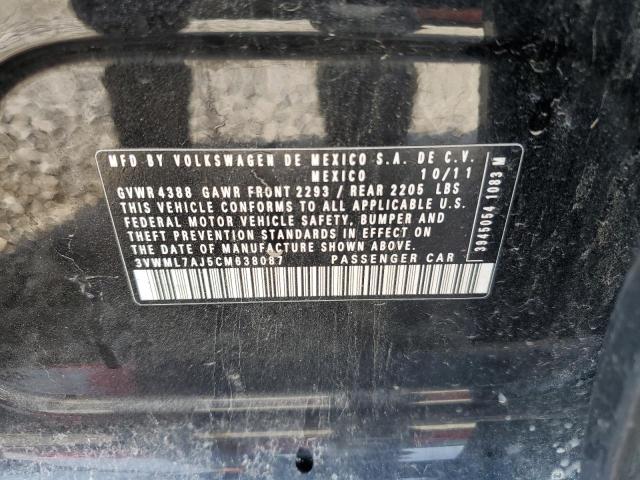 MFD BY VOLKSWAGEN DE MEXICO S.A. DE C.V.
MEXICO 10/11
GVWR 4388 GAWR FRONT 2293 / REAR 2205 LBS
THIS VEHICLE CONFORMS TO ALL APPLICABLE U.S.
FEDERAL MOTOR VEHICLE SAFETY, BUMPER AND
THEFT PREVENTION STANDARDS IN EFFECT ON
THE DATE OF MANUFACTURE SHOWN ABOVE.
3VWML7AJ5CM638087 PASSENGER CAR
3945054 1083 M